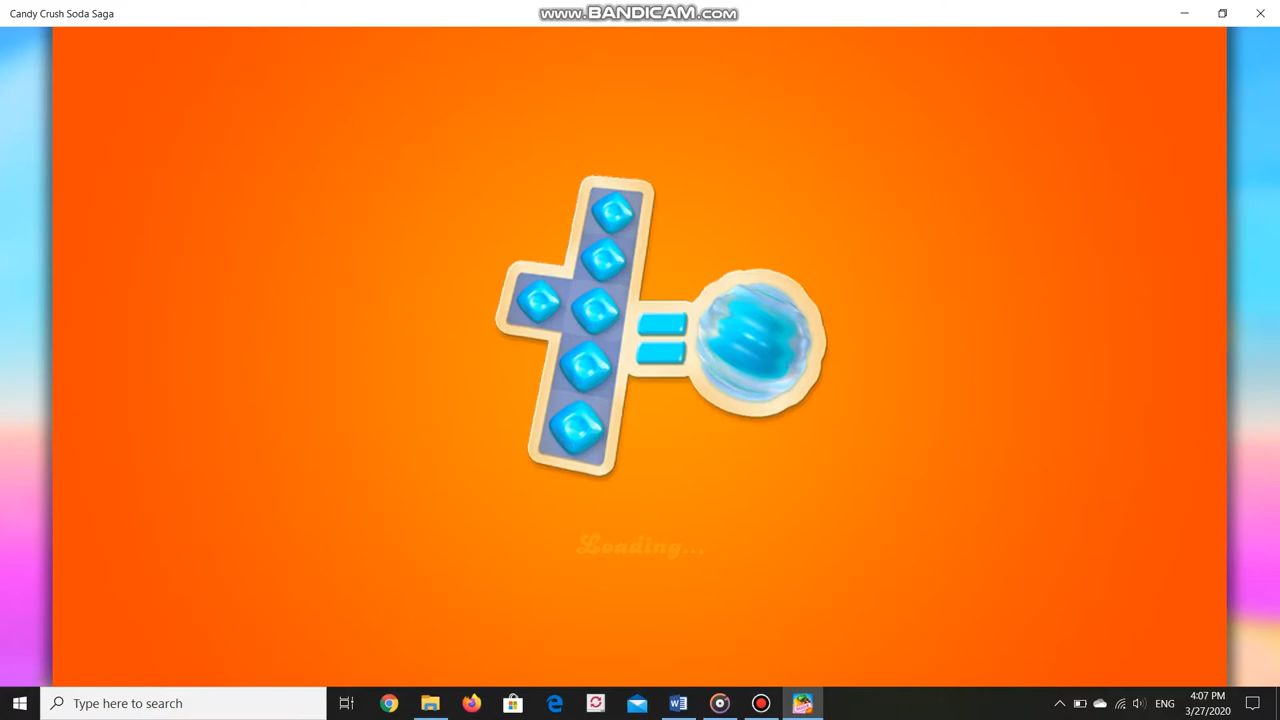 Candy Crush Soda Saga
www.BANDICAM.com
Loading...
Type here to search
ENG
4:07 PM
3/27/2020